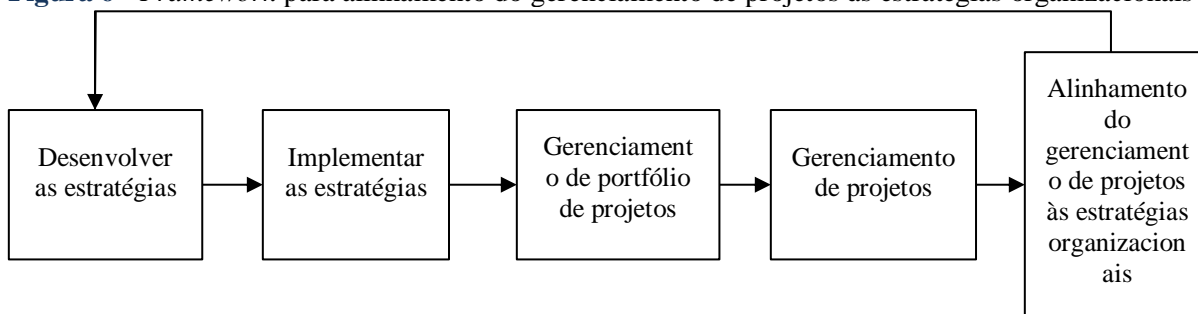 Figura - Framework para alinhamento do gerenciamento de projetos às estratégias organizacionais
Desenvolver
as estratégias
Implementar
as estratégias
Gerenciament
o de portfólio
de projetos
Gerenciamento
de projetos
Alinhamento
do
gerenciament
o de projetos
às estratégias
organizacion
ais